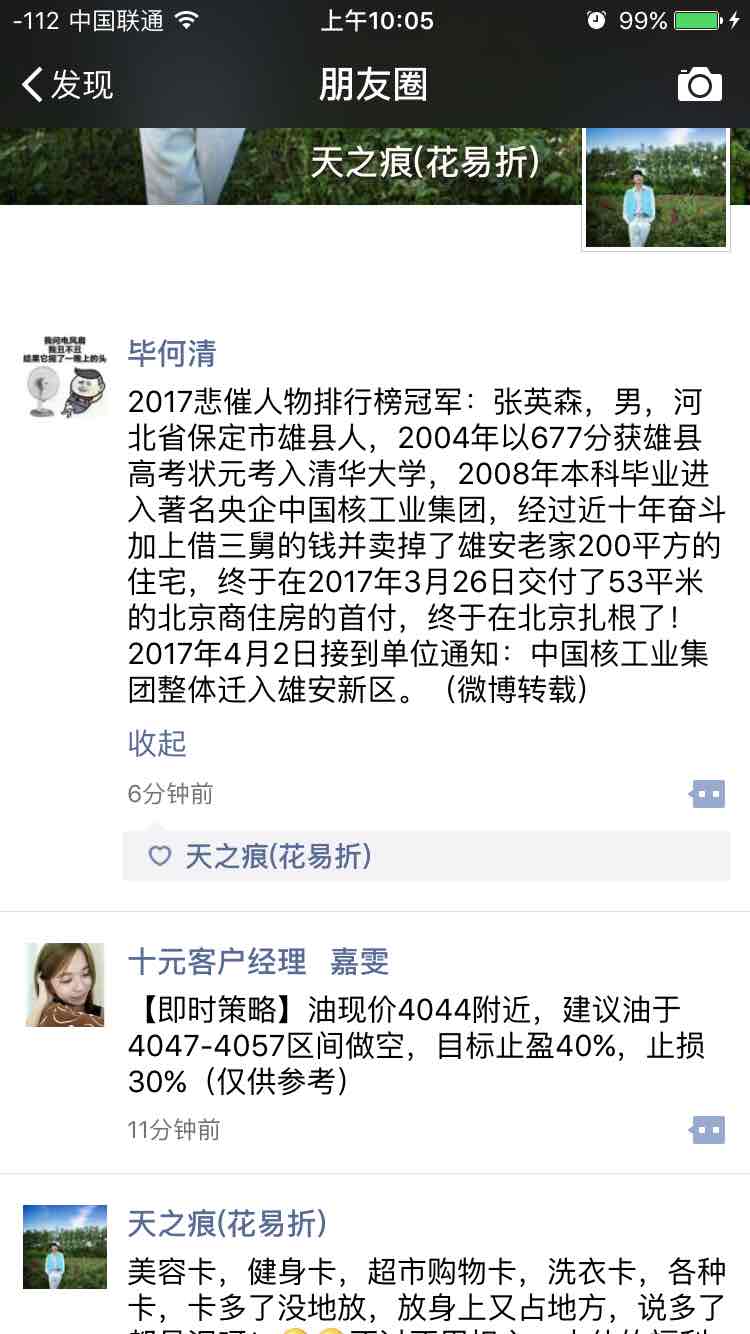 -112 中国联通 上午10:05 99%
发现 朋友圈
天之痕(花易折)
我问电风扇
我丑不丑
结果它摇了一晚上的头
毕何清
2017悲催人物排行榜冠军：张英森，男，河
北省保定市雄县人，2004年以677分获雄县
高考状元考入清华大学，2008年本科毕业进
入著名央企中国核工业集团，经过近十年奋斗
加上借三舅的钱并卖掉了雄安老家200平方的
住宅，终于在2017年3月26日交付了53平米
的北京商住房的首付，终于在北京扎根了！
2017年4月2日接到单位通知：中国核工业集
团整体迁入雄安新区。（微博转载）
收起
6分钟前
天之痕(花易折)
十元客户经理 嘉雯
【即时策略】油现价4044附近，建议油于
4047-4057区间做空，目标止盈40%，止损
30%（仅供参考）
11分钟前
天之痕(花易折)
美容卡，健身卡，超市购物卡，洗衣卡，各种
卡，卡多了没地放，放身上又占地方，说多了